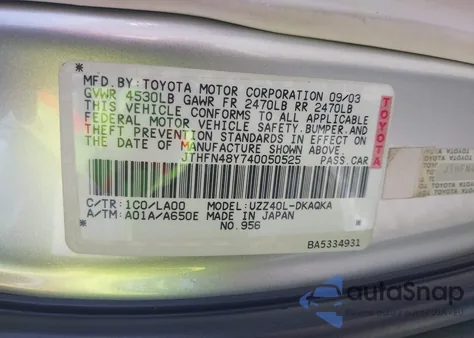 MFD. BY: TOYOTA MOTOR CORPORATION 09/03
GVWR 4530LB GAWR FR 2470LB RR 2470LB
THIS VEHICLE CONFORMS TO ALL APPLICABLE
FEDERAL MOTOR VEHICLE SAFETY, BUMPER, AND
THEFT PREVENTION STANDARDS IN EFFECT ON
THE DATE OF MANUFACTURE SHOWN ABOVE.
JTHFN48Y740050525 PASS. CAR
TOYOTA
C/TR: 1C0/LA00 MODEL: UZZ40L-DKAQKA
A/TM: A01A/A650E MADE IN JAPAN
NO. 956
BA5334931
autoSnap